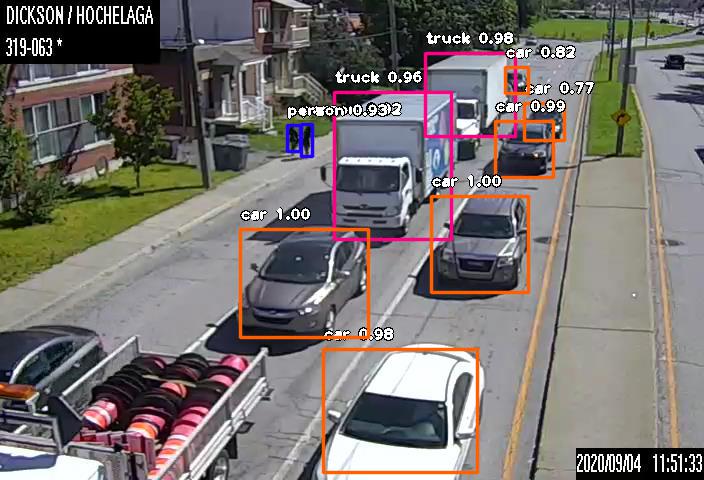 DICKSON / HOCHELAGA
319-063 *
truck 0.98
car 0.82
truck 0.96
car 0.77
person 0.93
car 0.99
car 1.00
car 1.00
car 0.98
2020/09/04 11:51:33